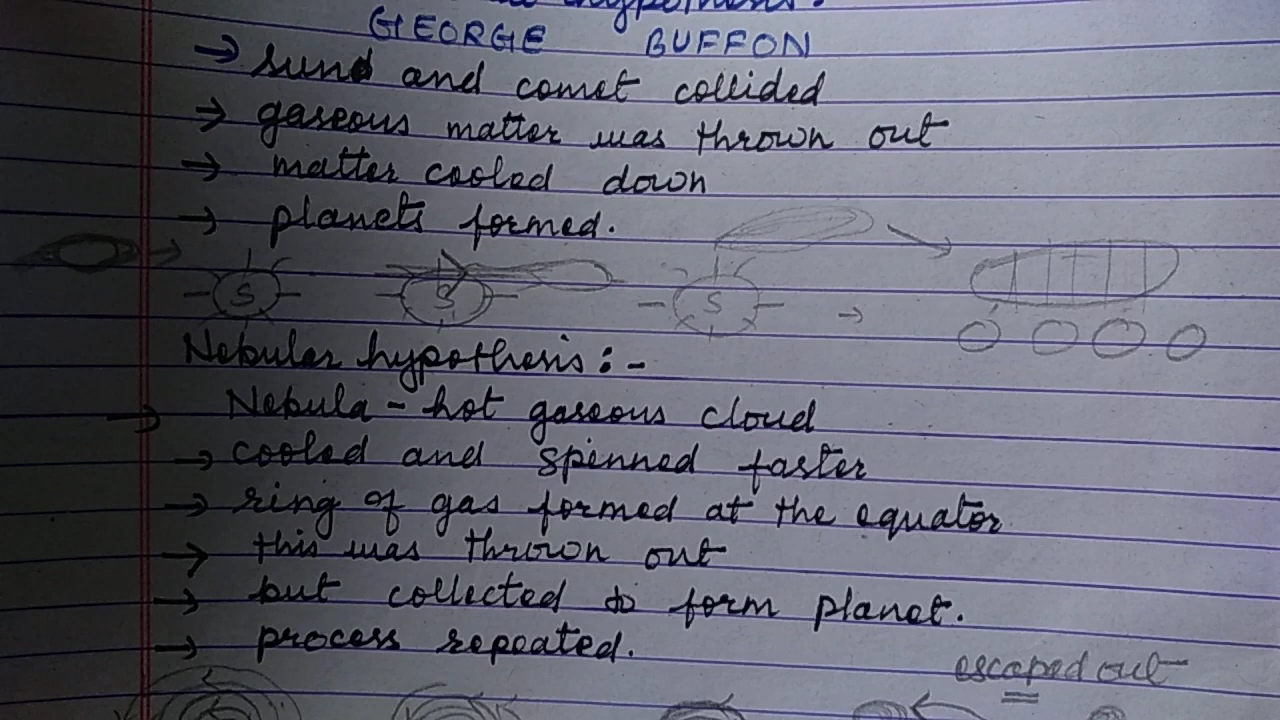 hypothesis:
GEORGE BUFFON
→ sun and comet collided
→ gaseous matter was thrown out
→ matter cooled down
→ planets formed.
S S S
Nebular hypothesis:-
→ Nebula - hot gaseous cloud
→ cooled and spinned faster
→ ring of gas formed at the equator
→ this was thrown out
→ but collected to form planet.
→ process repeated.
escaped out